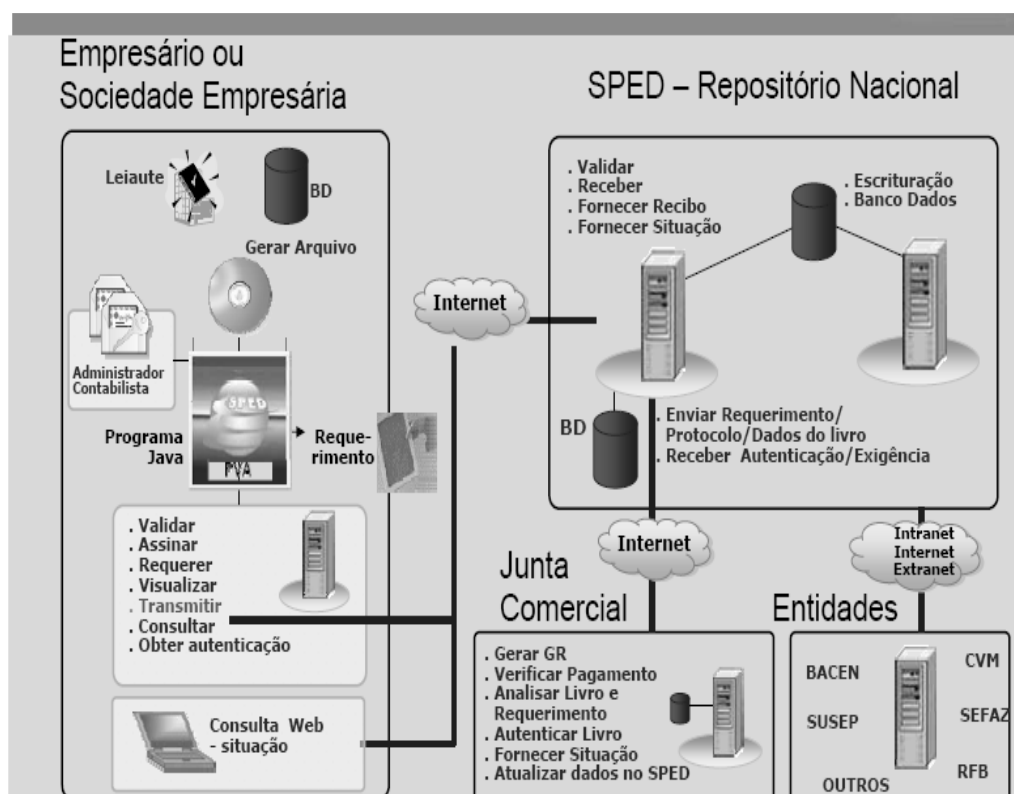 Empresário ou
Sociedade Empresária
SPED – Repositório Nacional
Leiaute
BD
Gerar Arquivo
Administrador
Contabilista
SPED
PVA
Programa
Java
Reque-
rimento
. Validar
. Assinar
. Requerer
. Visualizar
. Transmitir
. Consultar
. Obter autenticação
Consulta Web
- situação
Internet
. Validar
. Receber
. Fornecer Recibo
. Fornecer Situação
. Escrituração
. Banco Dados
BD
. Enviar Requerimento/
Protocolo/Dados do livro
. Receber Autenticação/Exigência
Internet
Intranet
Internet
Extranet
Junta
Comercial
. Gerar GR
. Verificar Pagamento
. Analisar Livro e
Requerimento
. Autenticar Livro
. Fornecer Situação
. Atualizar dados no SPED
Entidades
BACEN
CVM
SUSEP
SEFAZ
OUTROS
RFB